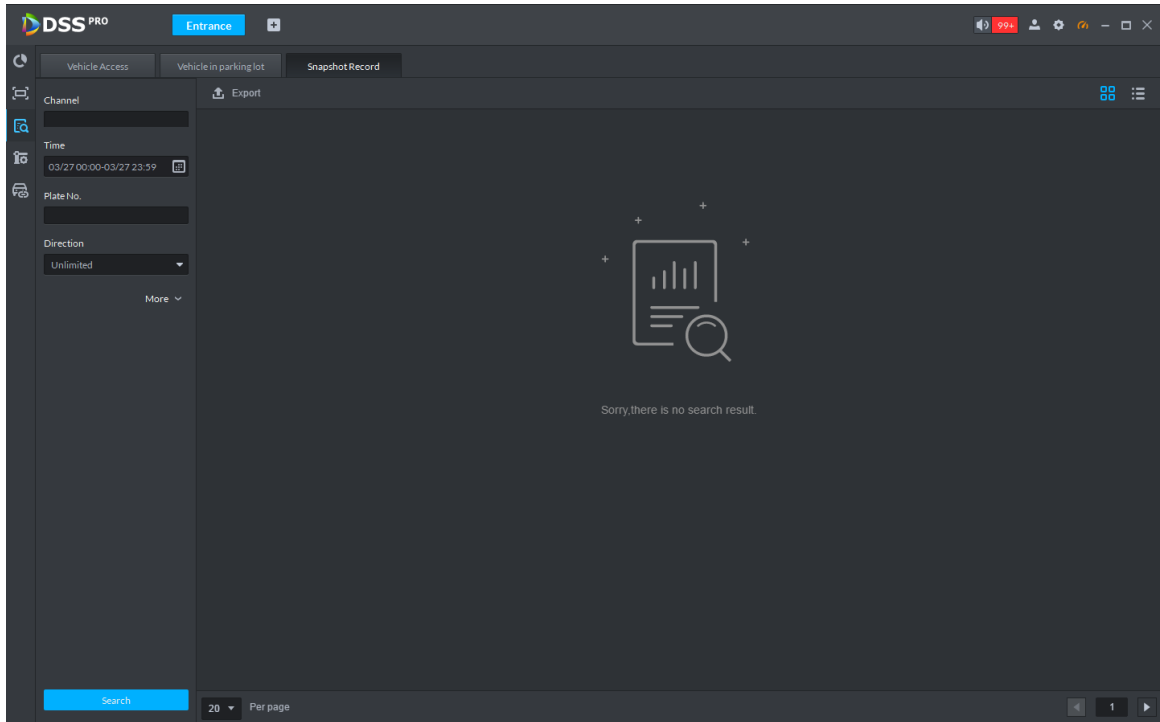 DSS PRO
Entrance
99+
Vehicle Access
Vehicle in parking lot
Snapshot Record
Export
Channel
Time
03/27 00:00-03/27 23:59
Plate No.
Direction
Unlimited
More
Sorry,there is no search result.
Search
20
Per page
1